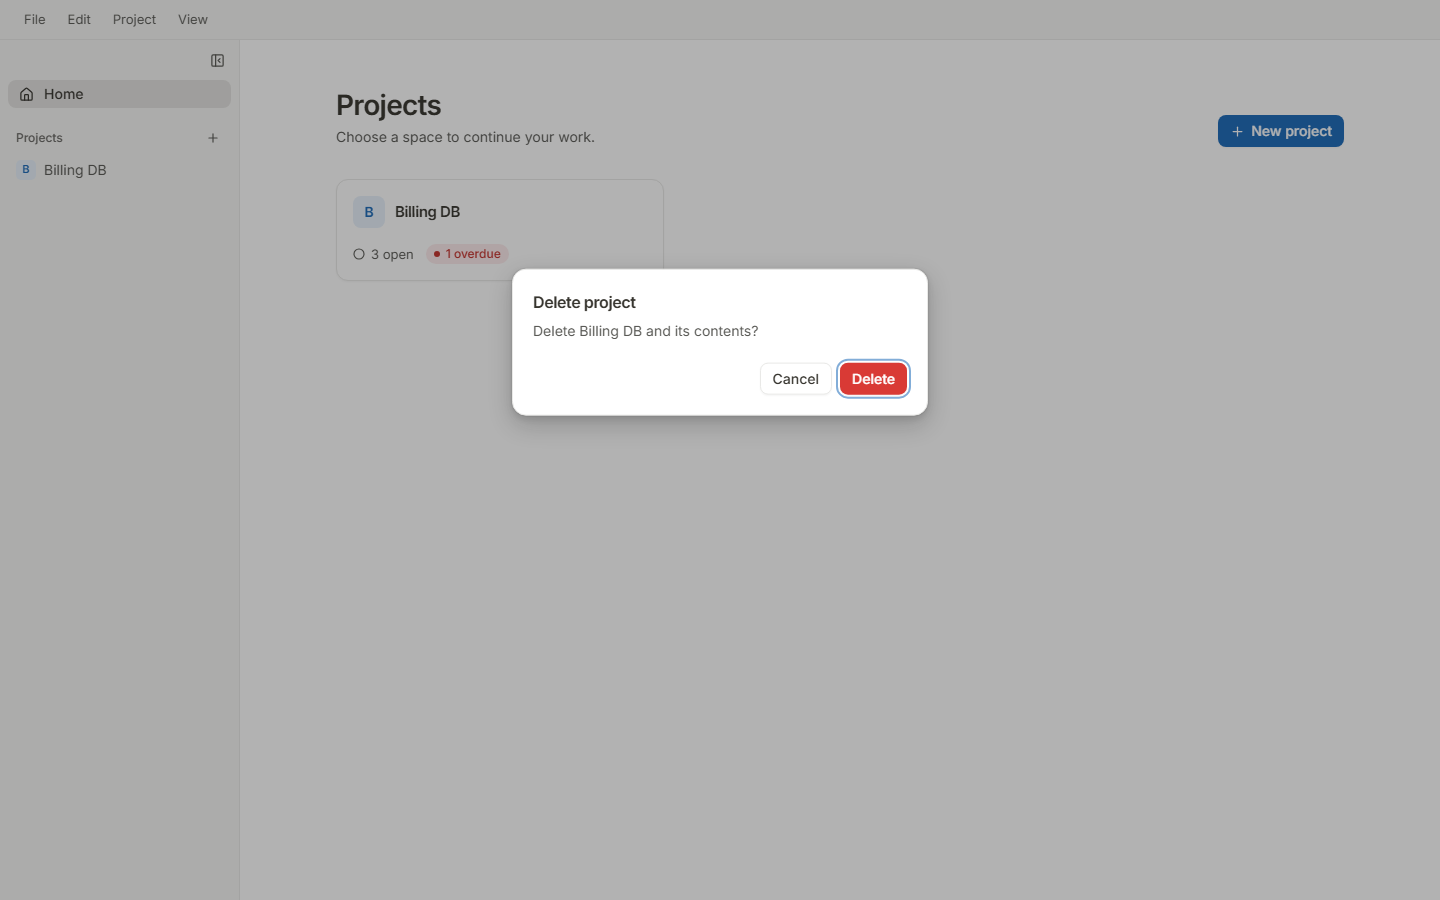 File Edit Project View
Home
Projects
B Billing DB
Projects
Choose a space to continue your work.
New project
B Billing DB
3 open 1 overdue
Delete project
Delete Billing DB and its contents?
Cancel Delete